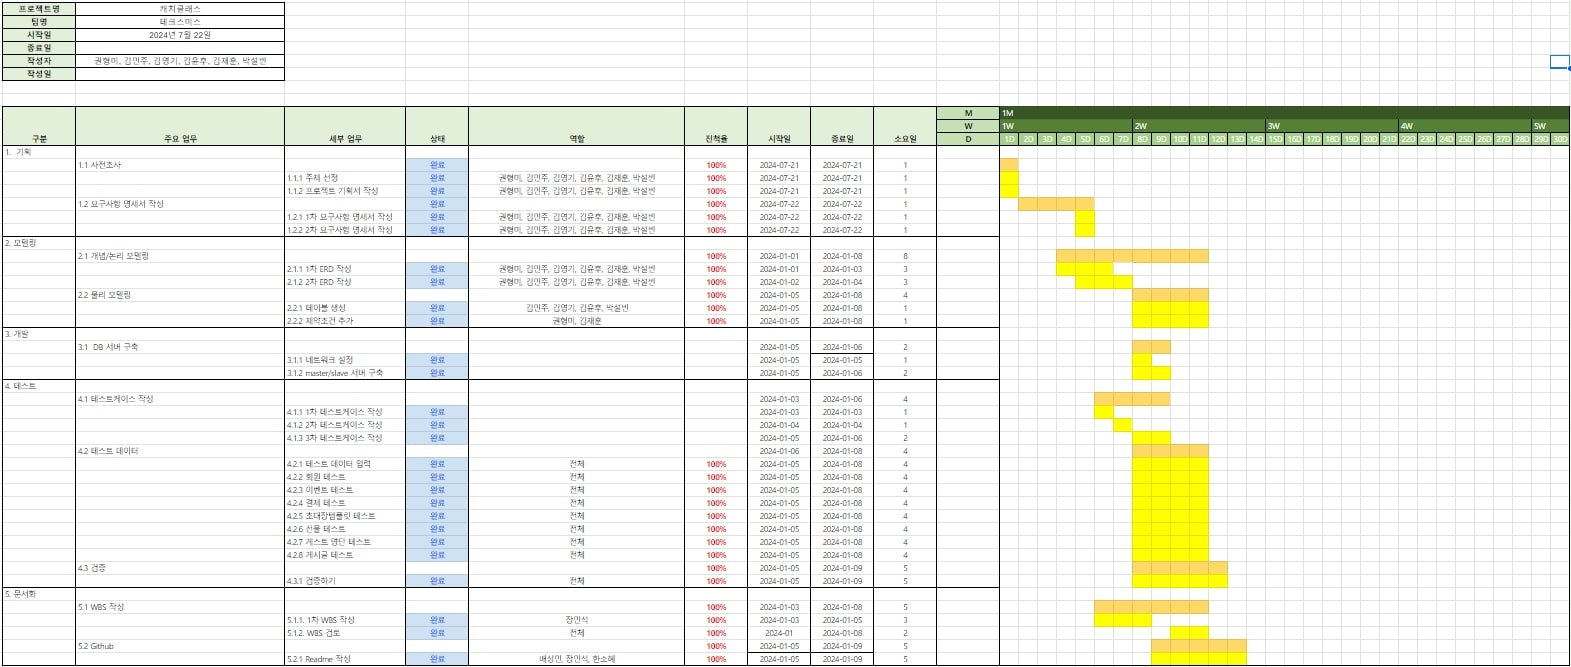 프로젝트명 캐치클래스
팀명 테크스미스
시작일 2024년 7월 22일
종료일
작성자 권형미, 김민주, 김영기, 김윤후, 김재훈, 박설빈
작성일
M 1M
W 1W 2W 3W 4W 5W
구분 주요 업무 세부 업무 상태 역할 진척율 시작일 종료일 소요일 D 1D 2D 3D 4D 5D 6D 7D 8D 9D 10D 11D 12D 13D 14D 15D 16D 17D 18D 19D 20D 21D 22D 23D 24D 25D 26D 27D 28D 29D 30D
1. 기획
1.1 사전조사 완료 100% 2024-07-21 2024-07-21 1
1.1.1 주제 선정 완료 권형미, 김민주, 김영기, 김윤후, 김재훈, 박설빈 100% 2024-07-21 2024-07-21 1
1.1.2 프로젝트 기획서 작성 완료 권형미, 김민주, 김영기, 김윤후, 김재훈, 박설빈 100% 2024-07-21 2024-07-21 1
1.2 요구사항 명세서 작성 완료 100% 2024-07-22 2024-07-22 1
1.2.1 1차 요구사항 명세서 작성 완료 권형미, 김민주, 김영기, 김윤후, 김재훈, 박설빈 100% 2024-07-22 2024-07-22 1
1.2.2 2차 요구사항 명세서 작성 완료 권형미, 김민주, 김영기, 김윤후, 김재훈, 박설빈 100% 2024-07-22 2024-07-22 1
2. 모델링
2.1 개념/논리 모델링 완료 100% 2024-01-01 2024-01-08 8
2.1.1 1차 ERD 작성 완료 권형미, 김민주, 김영기, 김윤후, 김재훈, 박설빈 100% 2024-01-01 2024-01-03 3
2.1.2 2차 ERD 작성 완료 권형미, 김민주, 김영기, 김윤후, 김재훈, 박설빈 100% 2024-01-02 2024-01-04 3
2.2 물리 모델링 완료 100% 2024-01-05 2024-01-08 4
2.2.1 테이블 생성 완료 김민주, 김영기, 김윤후, 박설빈 100% 2024-01-05 2024-01-08 1
2.2.2 제약조건 추가 완료 권형미, 김재훈 100% 2024-01-05 2024-01-08 1
3. 개발
3.1 DB 서버 구축 완료 2024-01-05 2024-01-06 2
3.1.1 네트워크 설정 완료 2024-01-05 2024-01-05 1
3.1.2 master/slave 서버 구축 완료 2024-01-05 2024-01-06 2
4. 테스트
4.1 테스트케이스 작성 완료 2024-01-03 2024-01-06 4
4.1.1 1차 테스트케이스 작성 완료 2024-01-03 2024-01-03 1
4.1.2 2차 테스트케이스 작성 완료 2024-01-04 2024-01-04 1
4.1.3 3차 테스트케이스 작성 완료 2024-01-05 2024-01-06 2
4.2 테스트 데이터 완료 2024-01-06 2024-01-08 4
4.2.1 테스트 데이터 입력 완료 전체 100% 2024-01-05 2024-01-08 4
4.2.2 회원 테스트 완료 전체 100% 2024-01-05 2024-01-08 4
4.2.3 이벤트 테스트 완료 전체 100% 2024-01-05 2024-01-08 4
4.2.4 결제 테스트 완료 전체 100% 2024-01-05 2024-01-08 4
4.2.5 초대장템플릿 테스트 완료 전체 100% 2024-01-05 2024-01-08 4
4.2.6 선물 테스트 완료 전체 100% 2024-01-05 2024-01-08 4
4.2.7 게스트 명단 테스트 완료 전체 100% 2024-01-05 2024-01-08 4
4.2.8 게시글 테스트 완료 전체 100% 2024-01-05 2024-01-08 4
4.3 검증 완료 100% 2024-01-05 2024-01-09 5
4.3.1 검증하기 완료 전체 100% 2024-01-05 2024-01-09 5
5. 문서화
5.1 WBS 작성 100% 2024-01-03 2024-01-08 5
5.1.1. 1차 WBS 작성 완료 장민식 100% 2024-01-03 2024-01-05 3
5.1.2. WBS 검토 완료 전체 100% 2024-01 2024-01-08 2
5.2 Github 완료 100% 2024-01-05 2024-01-09 5
5.2.1 Readme 작성 완료 배성민, 장민식, 한소혜 100% 2024-01-05 2024-01-09 5